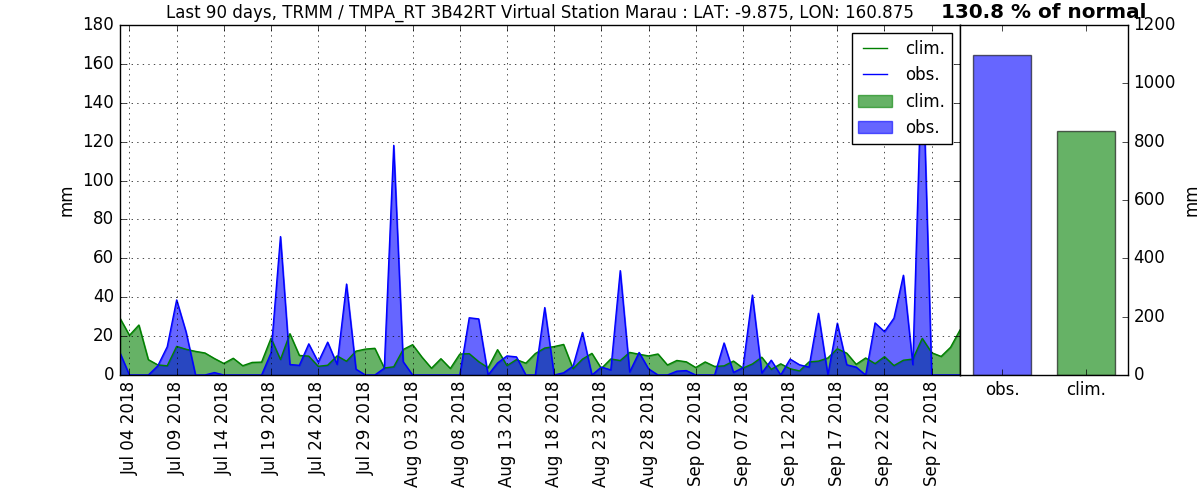 Last 90 days, TRMM / TMPA_RT 3B42RT Virtual Station Marau : LAT: -9.875, LON: 160.875
130.8 % of normal
180
160
140
120
100
80
60
40
20
0
mm
clim.
obs.
clim.
obs.
Jul 04 2018
Jul 09 2018
Jul 14 2018
Jul 19 2018
Jul 24 2018
Jul 29 2018
Aug 03 2018
Aug 08 2018
Aug 13 2018
Aug 18 2018
Aug 23 2018
Aug 28 2018
Sep 02 2018
Sep 07 2018
Sep 12 2018
Sep 17 2018
Sep 22 2018
Sep 27 2018
1200
1000
800
600
400
200
0
mm
obs.
clim.